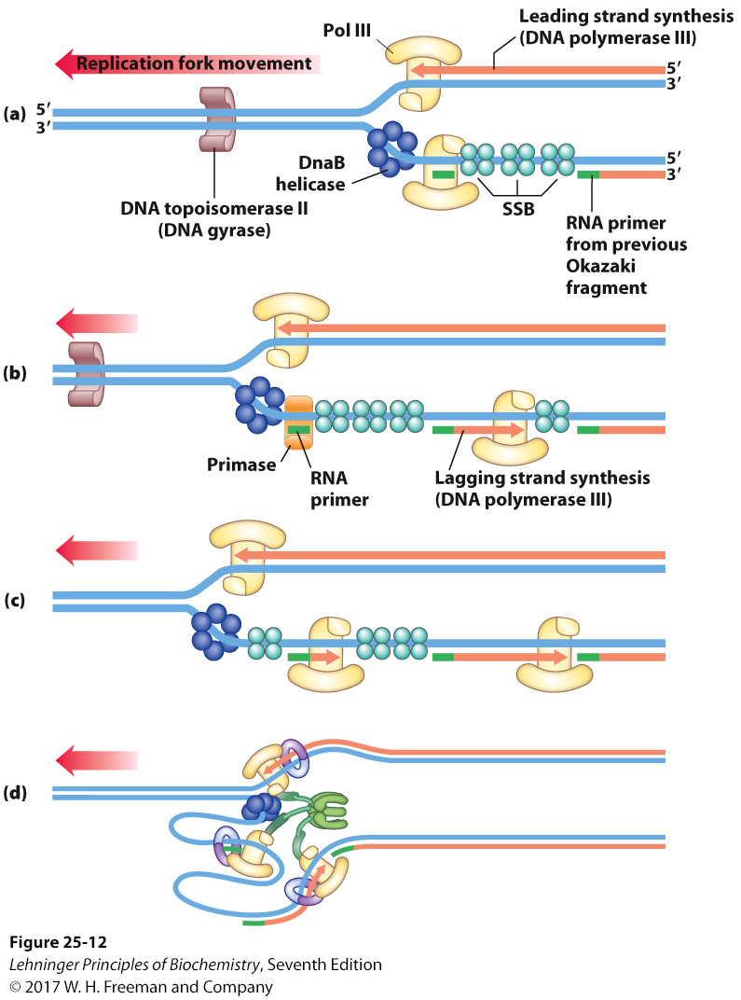 Leading strand synthesis
(DNA polymerase III)
Pol III
Replication fork movement
5′
3′
(a)
5′
3′
DnaB
helicase
5′
3′
SSB
DNA topoisomerase II
(DNA gyrase)
RNA primer
from previous
Okazaki
fragment
(b)
Primase
RNA
primer
Lagging strand synthesis
(DNA polymerase III)
(c)
(d)
Figure 25-12
Lehninger Principles of Biochemistry, Seventh Edition
© 2017 W. H. Freeman and Company